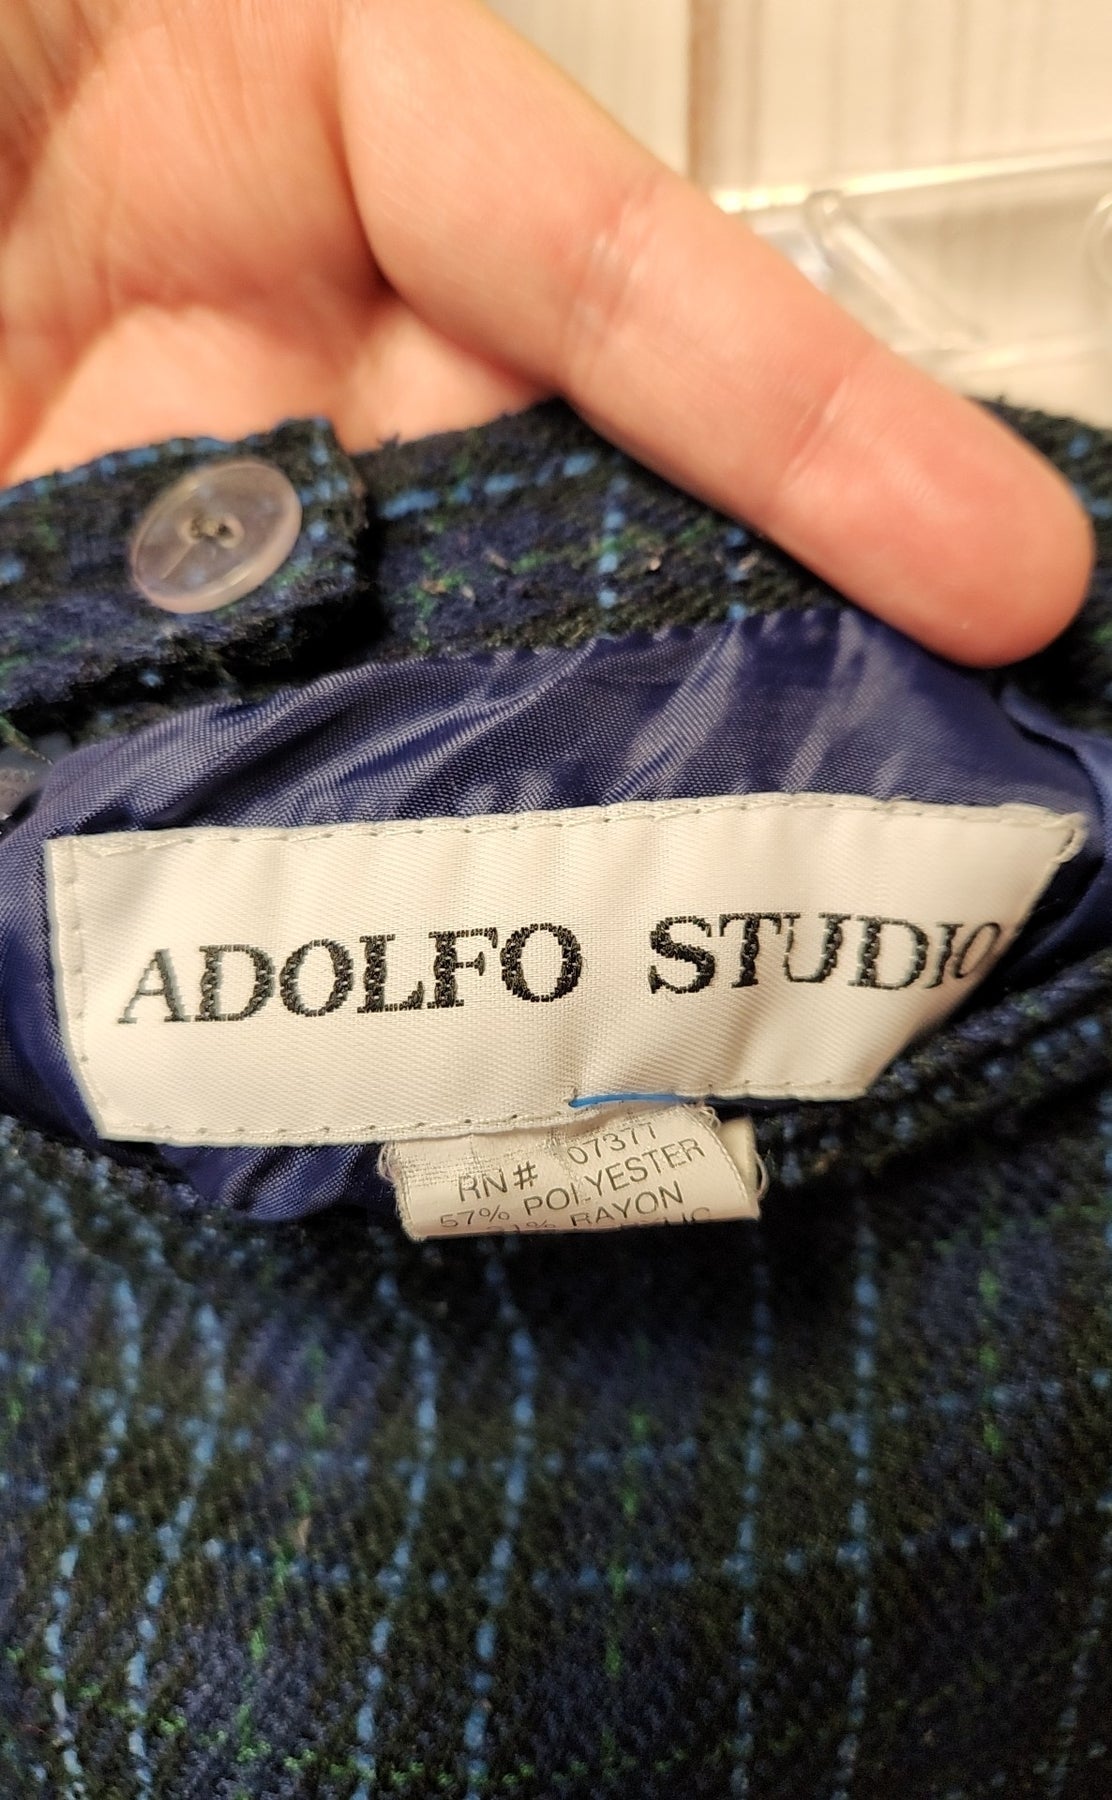 ADOLFO STUDIO
RN# 07377
57% POLYESTER
RAYON